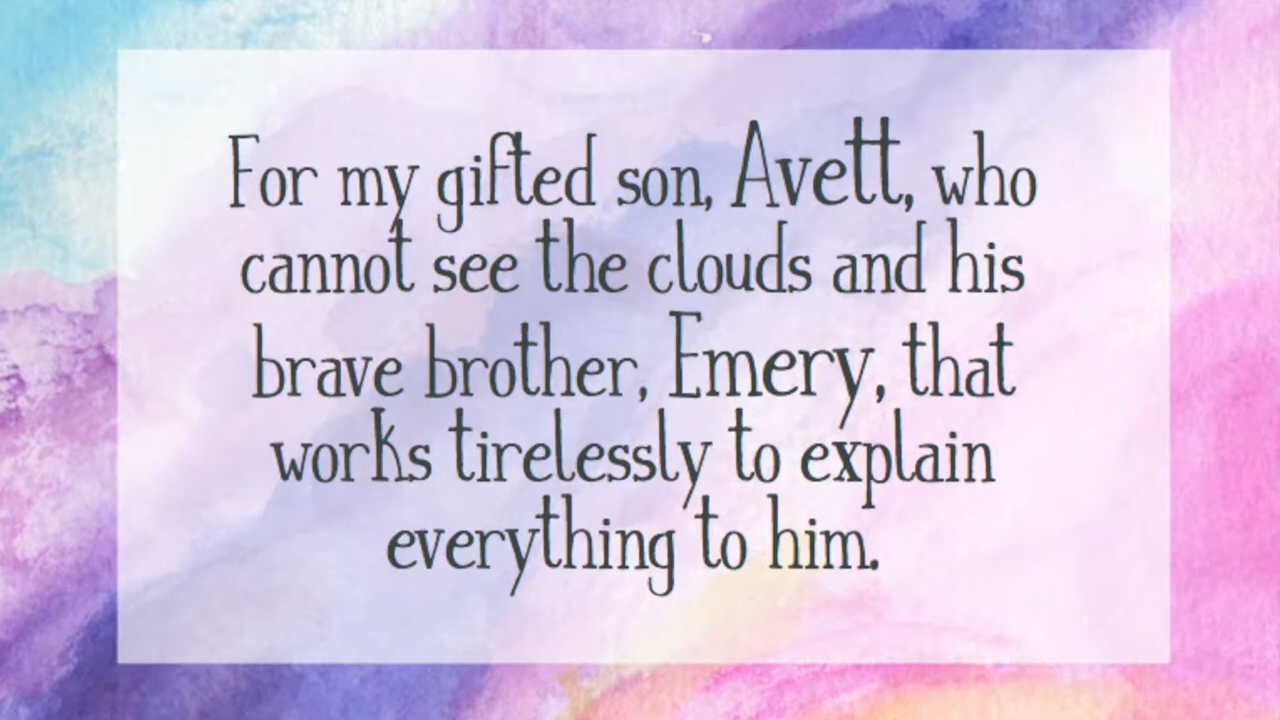 For my gifted son, Avett, who
cannot see the clouds and his
brave brother, Emery, that
works tirelessly to explain
everything to him.